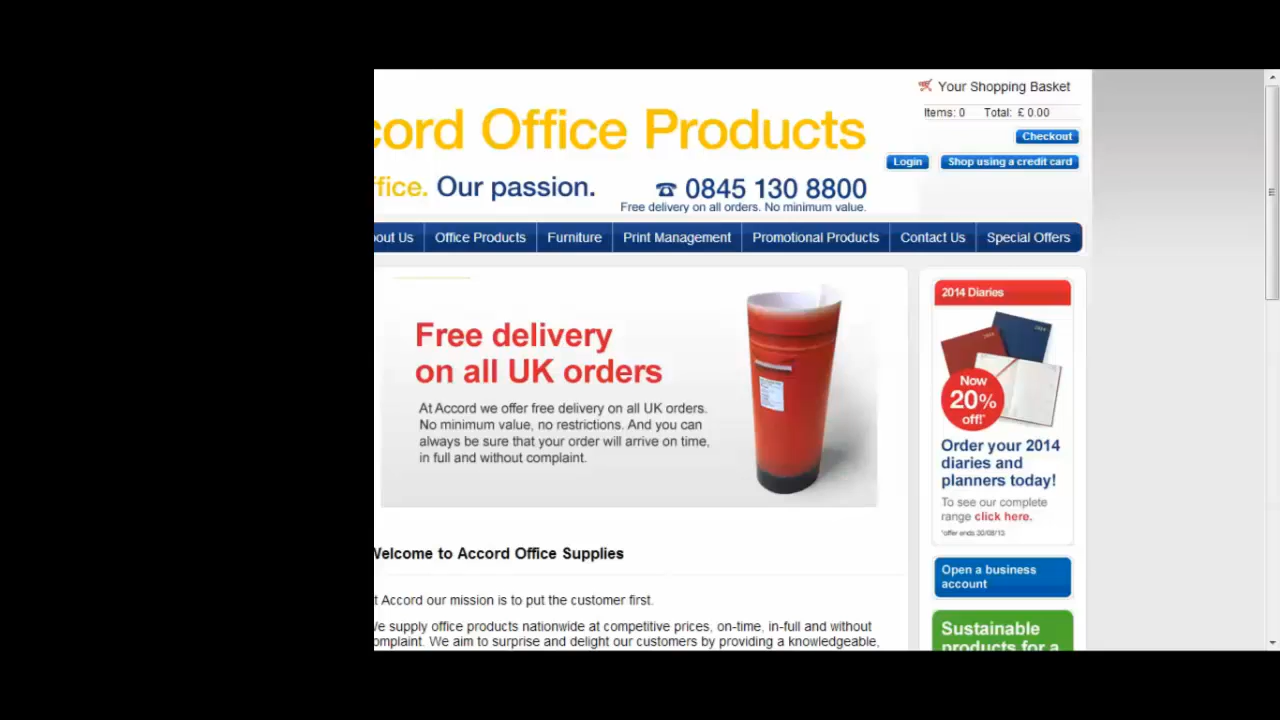 Your Shopping Basket
Items: 0 Total: £ 0.00
Checkout
Login Shop using a credit card
cord Office Products
ffice. Our passion. 0845 130 8800
Free delivery on all orders. No minimum value.
out Us Office Products Furniture Print Management Promotional Products Contact Us Special Offers
Free delivery
on all UK orders
At Accord we offer free delivery on all UK orders.
No minimum value, no restrictions. And you can
always be sure that your order will arrive on time,
in full and without complaint.
Welcome to Accord Office Supplies
t Accord our mission is to put the customer first.
We supply office products nationwide at competitive prices, on-time, in-full and without
omplaint. We aim to surprise and delight our customers by providing a knowledgeable,
2014 Diaries
Now
20%
off!*
Order your 2014
diaries and
planners today!
To see our complete
range click here.
*offer ends 30/08/13
Open a business
account
Sustainable
products for a